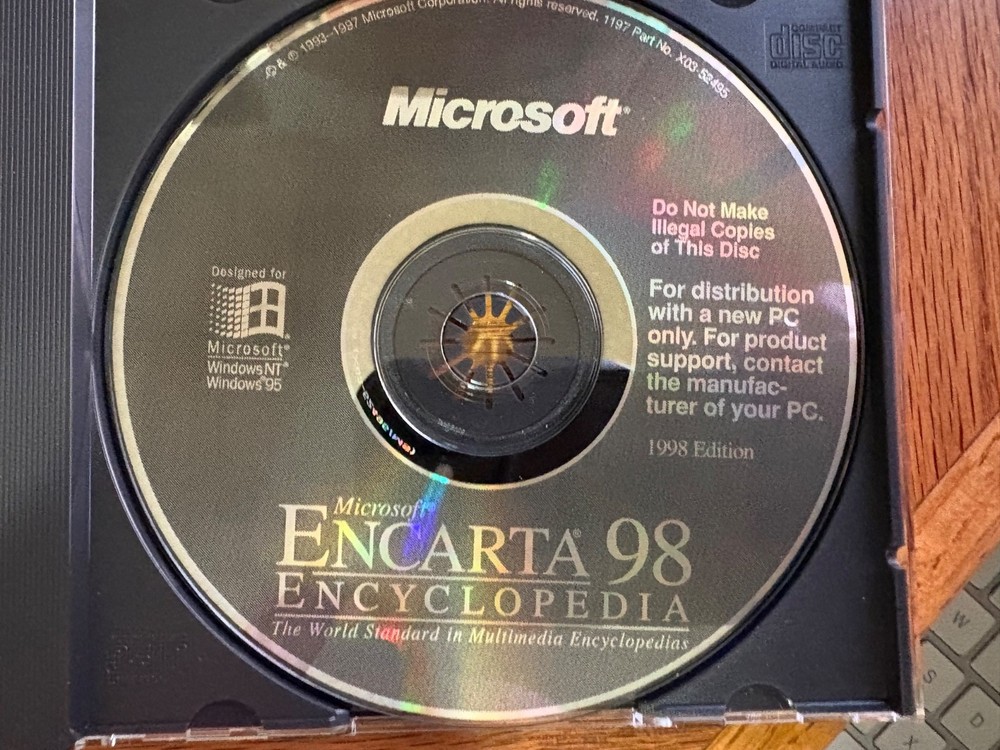 ℗ & © 1993–1997 Microsoft Corporation. All rights reserved. 1197 Part No. X03-52495
COMPACT
disc
DIGITAL AUDIO
Microsoft®
Do Not Make
Illegal Copies
of This Disc
For distribution
with a new PC
only. For product
support, contact
the manufac-
turer of your PC.
1998 Edition
Designed for
Microsoft®
Windows NT®
Windows®95
Microsoft®
ENCARTA® 98
ENCYCLOPEDIA
The World Standard in Multimedia Encyclopedias
W
S
D
X